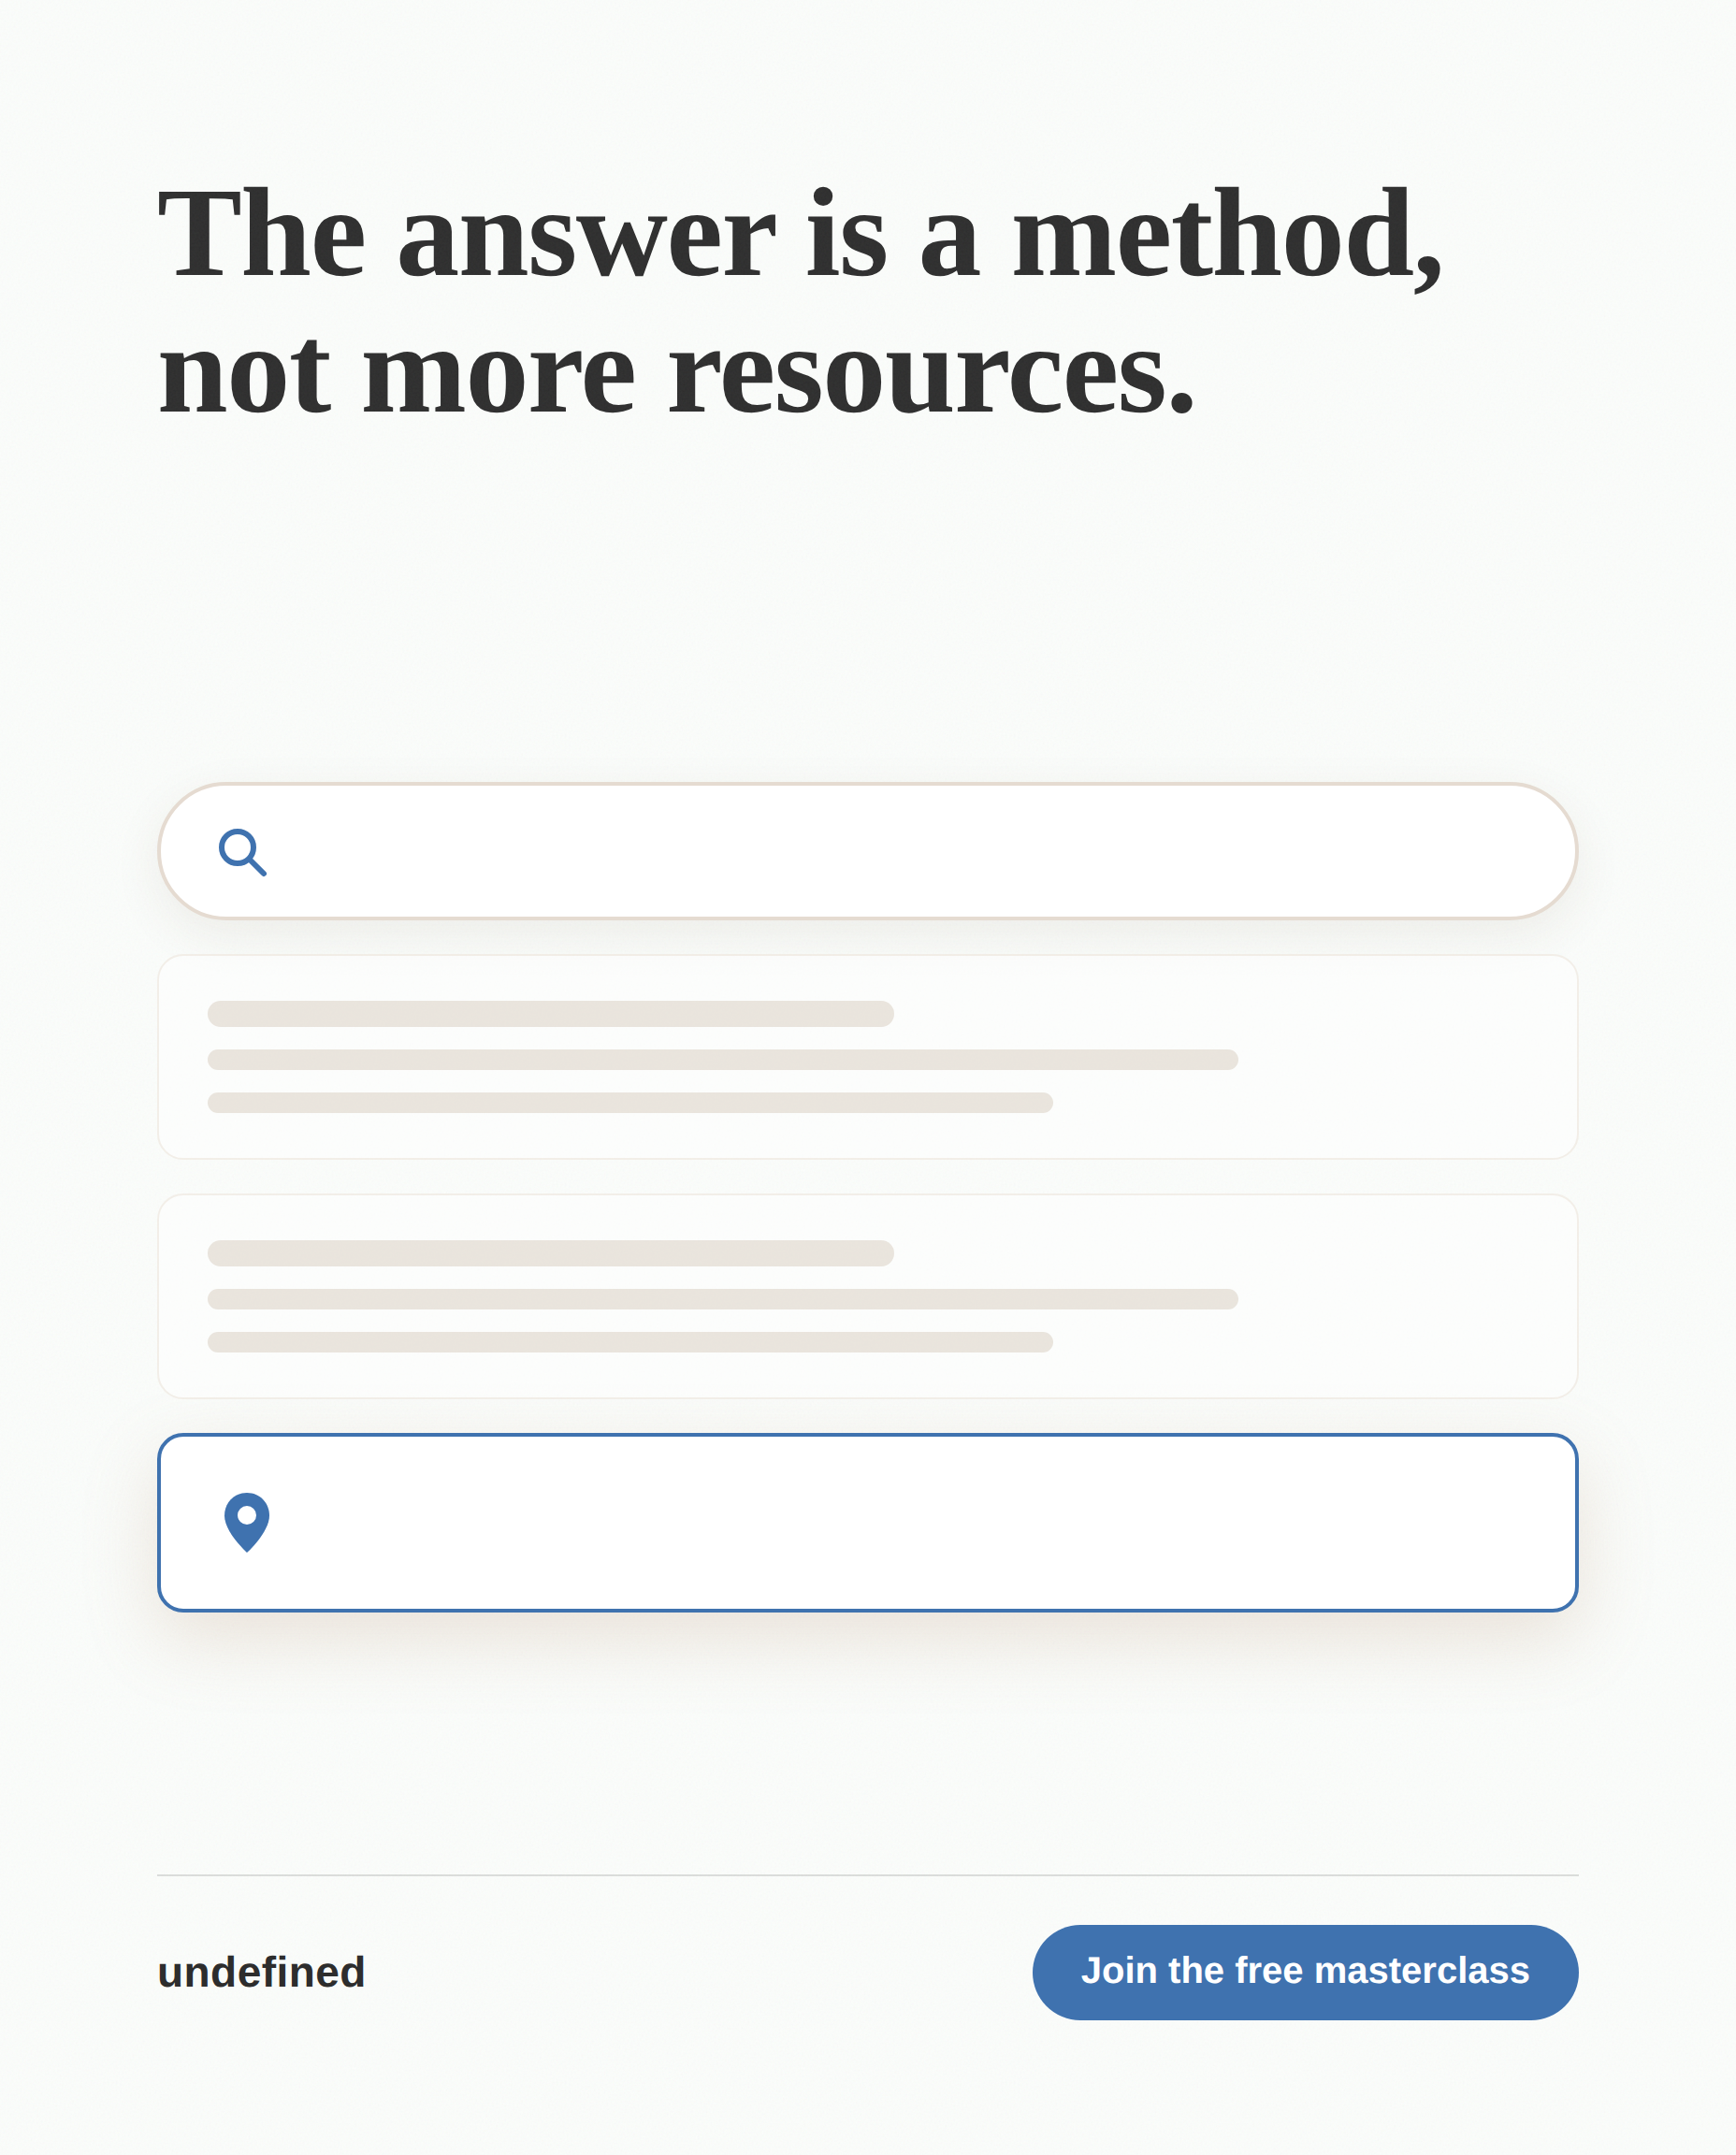 The answer is a method,
not more resources.
undefined
Join the free masterclass